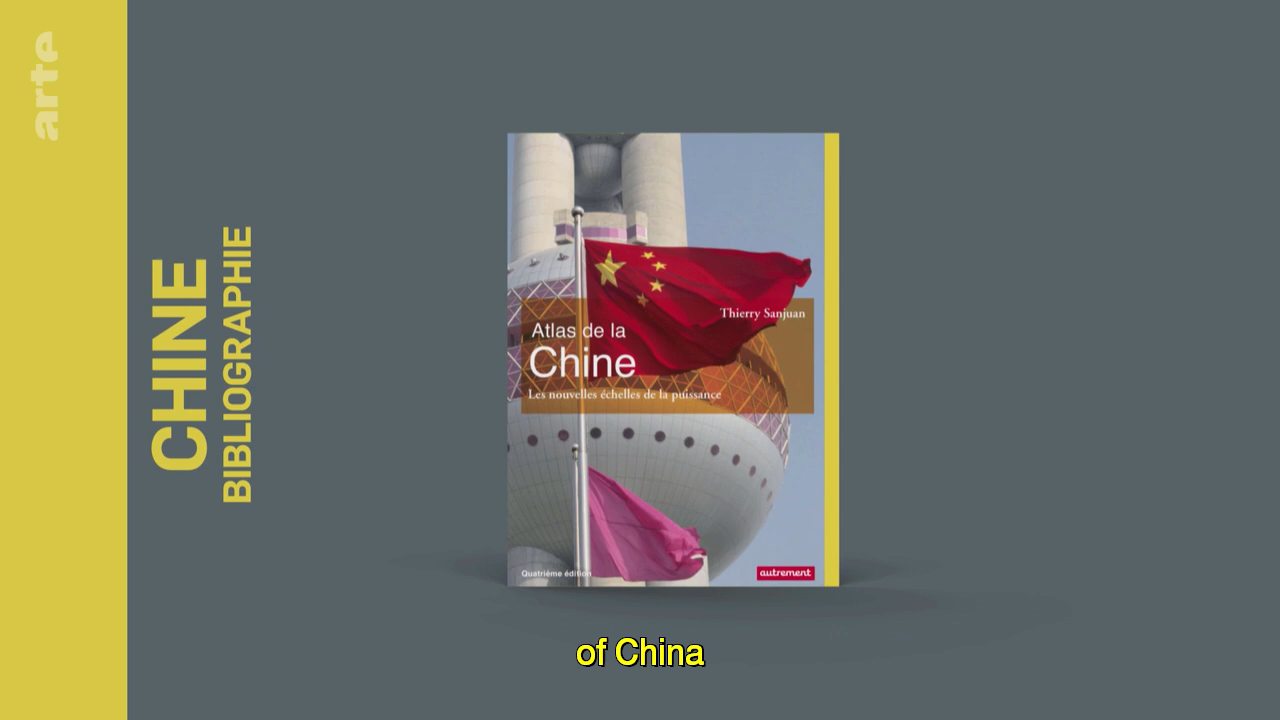 arte
CHINE
BIBLIOGRAPHIE
Thierry Sanjuan
Atlas de la
Chine
Les nouvelles échelles de la puissance
Quatrième édition
autrement
of China